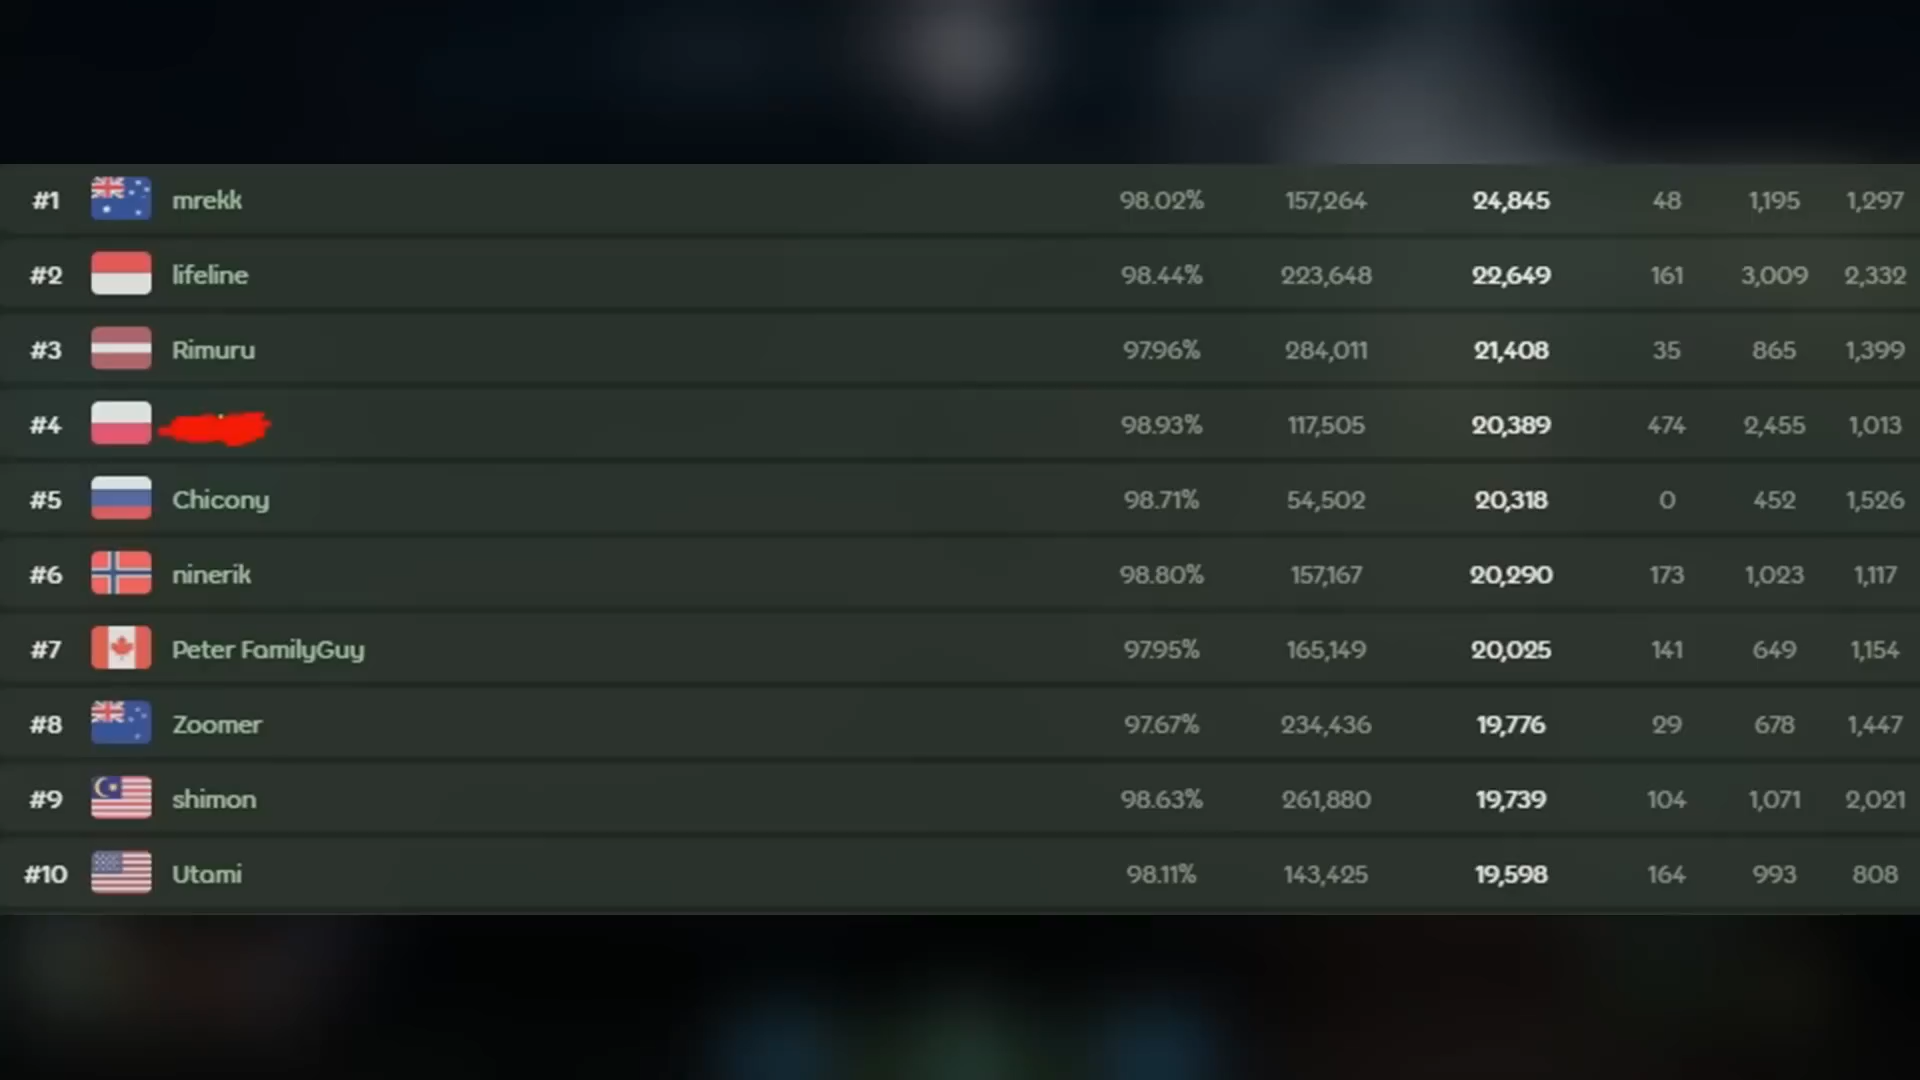 #1 mrekk 98.02% 157,264 24,845 48 1,195 1,297
#2 lifeline 98.44% 223,648 22,649 161 3,009 2,332
#3 Rimuru 97.96% 284,011 21,408 35 865 1,399
#4 98.93% 117,505 20,389 474 2,455 1,013
#5 Chicony 98.71% 54,502 20,318 0 452 1,526
#6 ninerik 98.80% 157,167 20,290 173 1,023 1,117
#7 Peter FamilyGuy 97.95% 165,149 20,025 141 649 1,154
#8 Zoomer 97.67% 234,436 19,776 29 678 1,447
#9 shimon 98.63% 261,880 19,739 104 1,071 2,021
#10 Utami 98.11% 143,425 19,598 164 993 808